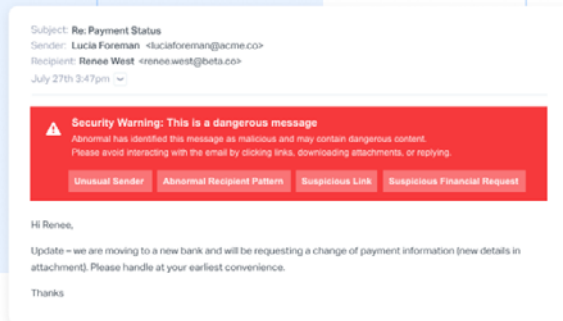 Subject: Re: Payment Status
Sender: Lucia Foreman <luciaforeman@acme.co>
Recipient: Renee West <renee.west@beta.co>
July 27th 3:47pm
Security Warning: This is a dangerous message
Abnormal has identified this message as malicious and may contain dangerous content.
Please avoid interacting with the email by clicking links, downloading attachments, or replying.
Unusual Sender Abnormal Recipient Pattern Suspicious Link Suspicious Financial Request
Hi Renee,
Update – we are moving to a new bank and will be requesting a change of payment information (new details in
attachment). Please handle at your earliest convenience.
Thanks